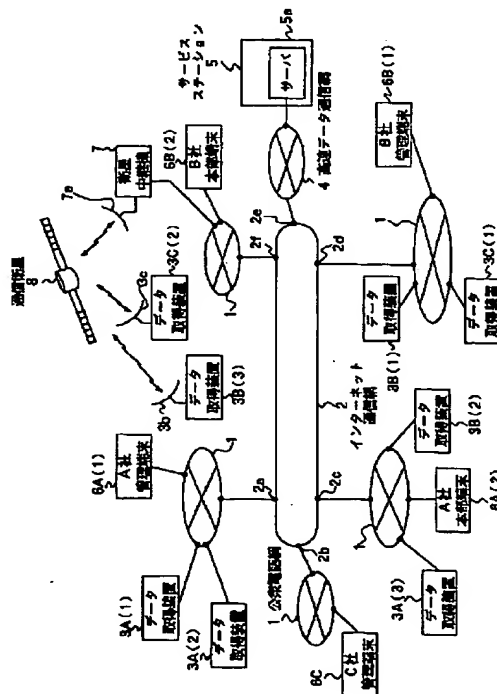 通信衛星
8
7a
衛星
中継機
7
サービス
ステーション
5
5a
サーバ
6B(2)
B社
本部端末
4 高速データ通信網
3c
データ
取得装置
3C(2)
3b
データ
取得装置
3B(3)
1
2f
2e
6A(1)
A社
管理端末
1
2a
2
インターネット
通信網
2d
6B(1)
B社
管理端末
1
3A(1)
データ
取得装置
3A(2)
データ
取得装置
2b
2c
データ
取得装置
3B(1)
データ
取得装置
3C(1)
1 公衆電話網
6C
C社
管理端末
1
データ
取得装置
3B(2)
3A(3)
データ
取得装置
A社
本部端末
6A(2)